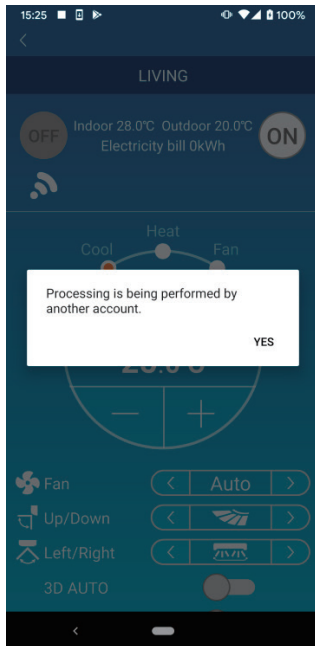 15:25 100%
LIVING
OFF Indoor 28.0℃ Outdoor 20.0℃ ON
Electricity bill 0kWh
Heat
Cool Fan
Processing is being performed by
another account.
YES
Fan Auto
Up/Down
Left/Right
3D AUTO